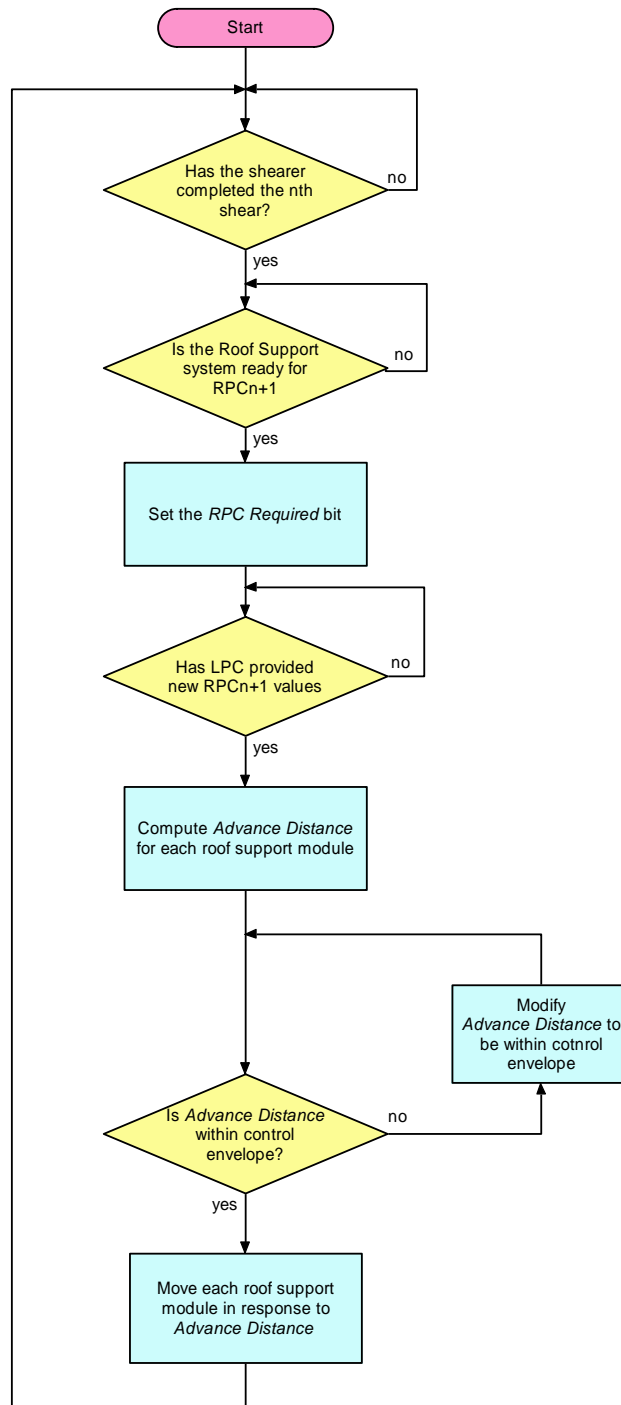 Start
Has the shearer
completed the nth
shear?
no
yes
Is the Roof Support
system ready for
RPCn+1
no
yes
Set the RPC Required bit
Has LPC provided
new RPCn+1 values
no
yes
Compute Advance Distance
for each roof support module
Modify
Advance Distance to
be within cotnrol
envelope
Is Advance Distance
within control
envelope?
no
yes
Move each roof support
module in response to
Advance Distance